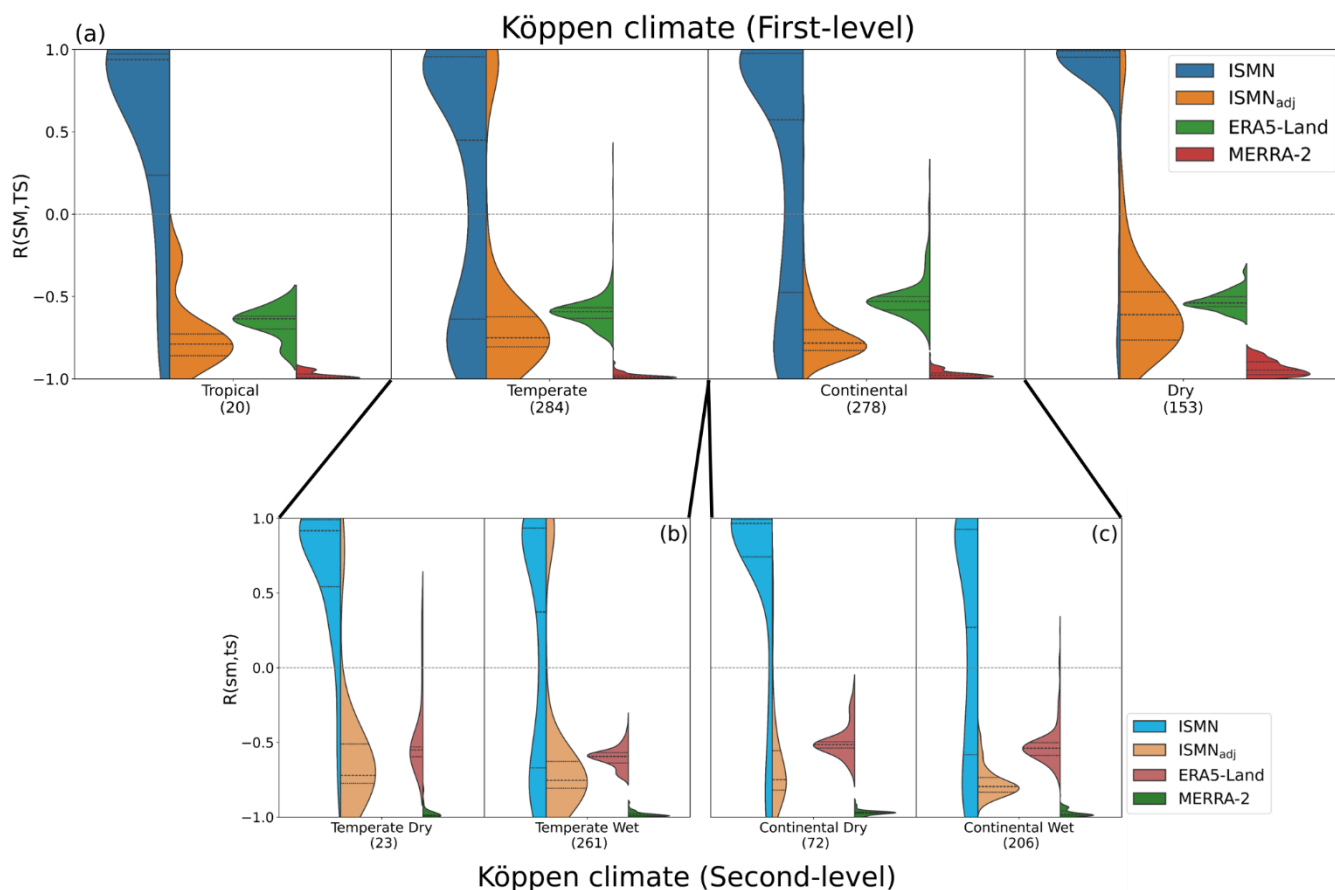 Köppen climate (First-level)
(a)
1.0
0.5
0.0
−0.5
−1.0
R(SM,TS)
ISMN
ISMNadj
ERA5-Land
MERRA-2
Tropical
(20)
Temperate
(284)
Continental
(278)
Dry
(153)
(b)
(c)
1.0
0.5
0.0
−0.5
−1.0
R(sm,ts)
ISMN
ISMNadj
ERA5-Land
MERRA-2
Temperate Dry
(23)
Temperate Wet
(261)
Continental Dry
(72)
Continental Wet
(206)
Köppen climate (Second-level)